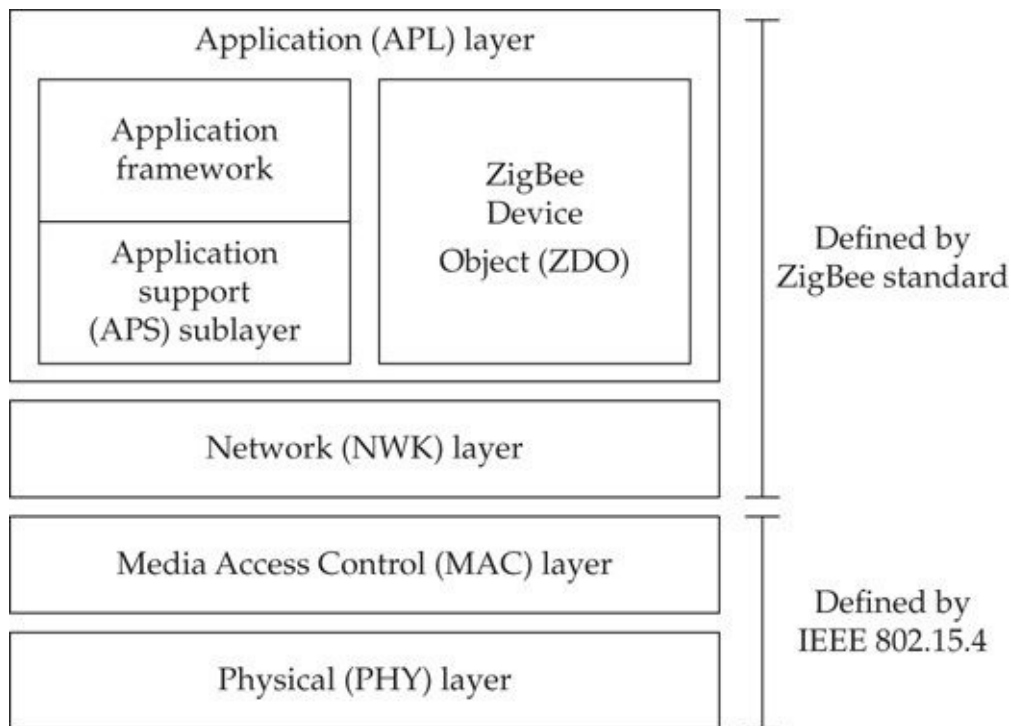 Application (APL) layer
Application
framework
Application
support
(APS) sublayer
ZigBee
Device
Object (ZDO)
Defined by
ZigBee standard
Network (NWK) layer
Media Access Control (MAC) layer
Defined by
IEEE 802.15.4
Physical (PHY) layer